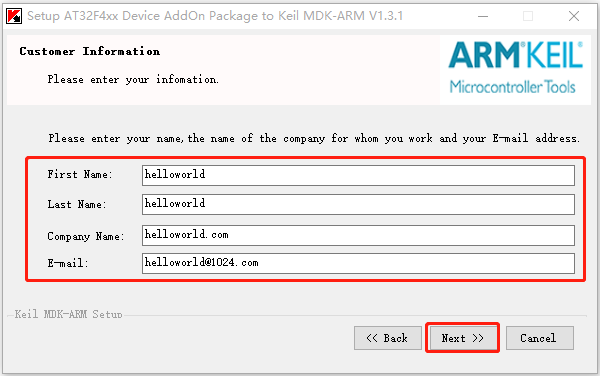 Setup AT32F4xx Device AddOn Package to Keil MDK-ARM V1.3.1
Customer Information
Please enter your infomation.
ARM KEIL
Microcontroller Tools
Please enter your name,the name of the company for whom you work and your E-mail address.
First Name: helloworld
Last Name: helloworld
Company Name: helloworld.com
E-mail: helloworld@1024.com
Keil MDK-ARM Setup
<< Back Next >> Cancel